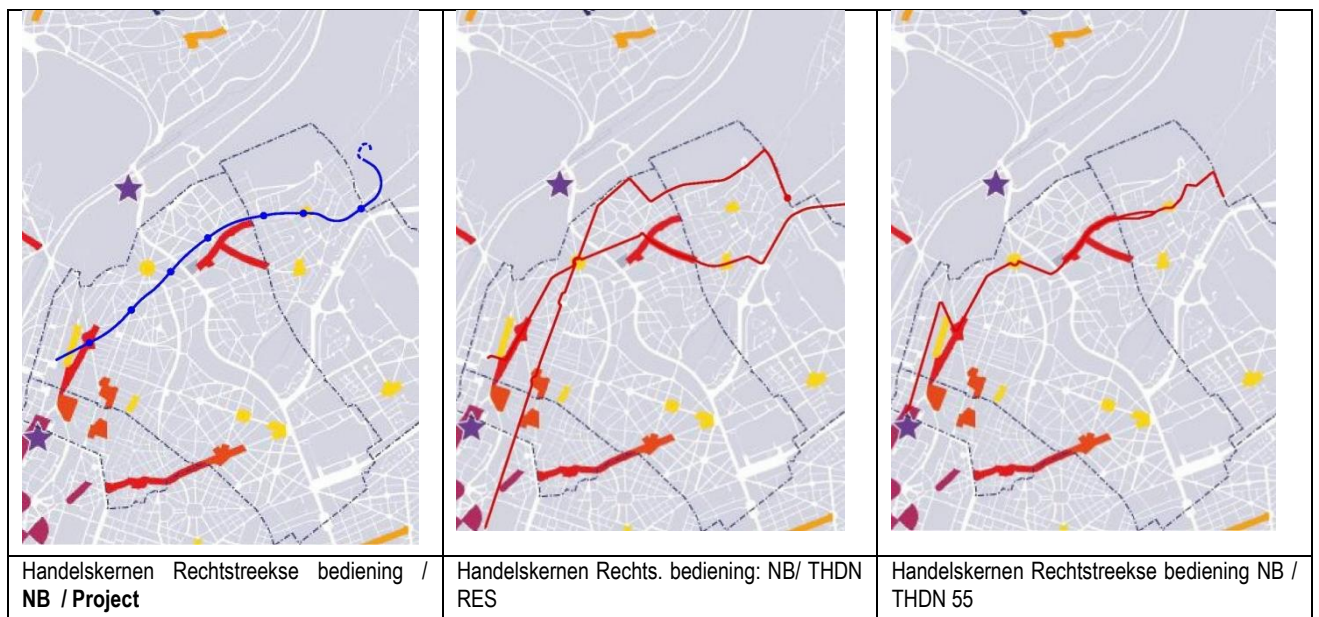 Handelskernen Rechtstreekse bediening /
NB / Project
Handelskernen Rechts. bediening: NB/ THDN
RES
Handelskernen Rechtstreekse bediening NB /
THDN 55